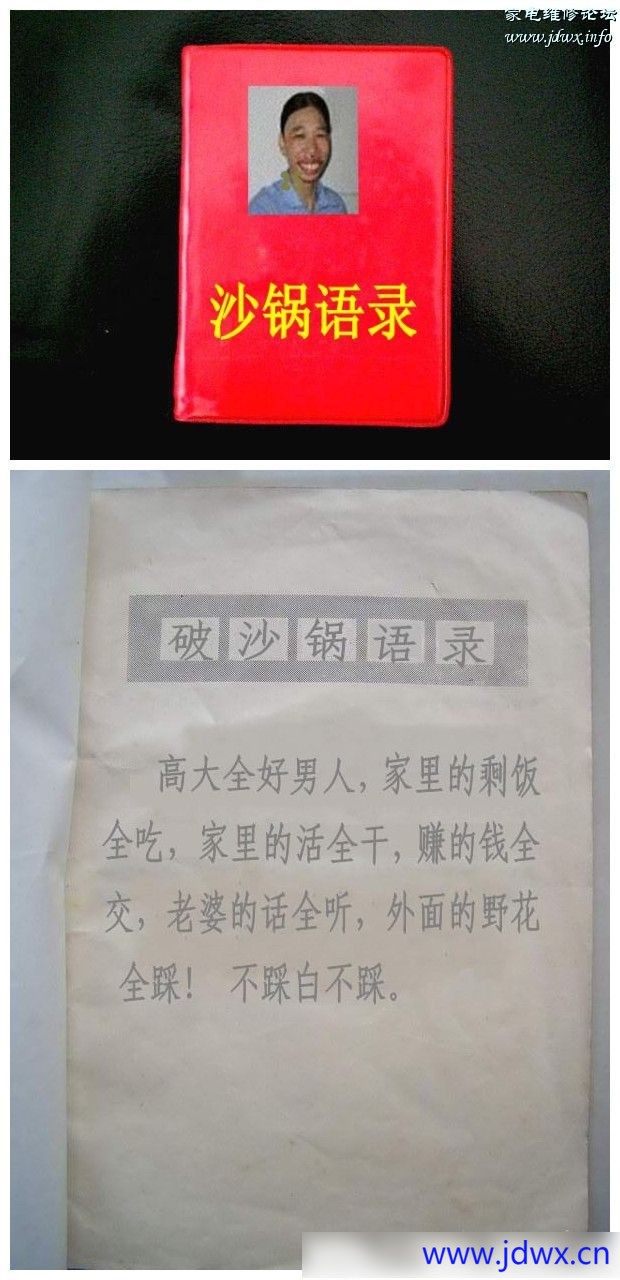 家电维修论坛
www.jdwx.info
沙锅语录
破沙锅语录
高大全好男人，家里的剩饭
全吃，家里的活全干，赚的钱全
交，老婆的话全听，外面的野花
全踩！ 不踩白不踩。
www.jdwx.cn